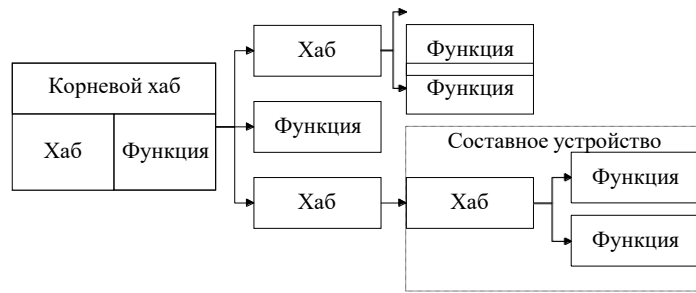 Хаб
Функция
Корневой хаб
Функция
Хаб
Функция
Функция
Составное устройство
Хаб
Хаб
Функция
Функция